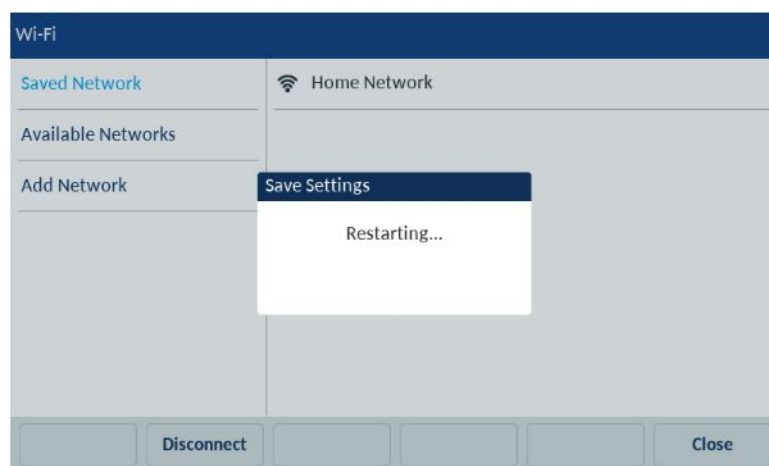 Wi-Fi
Saved Network
Home Network
Available Networks
Add Network
Save Settings
Restarting...
Disconnect
Close